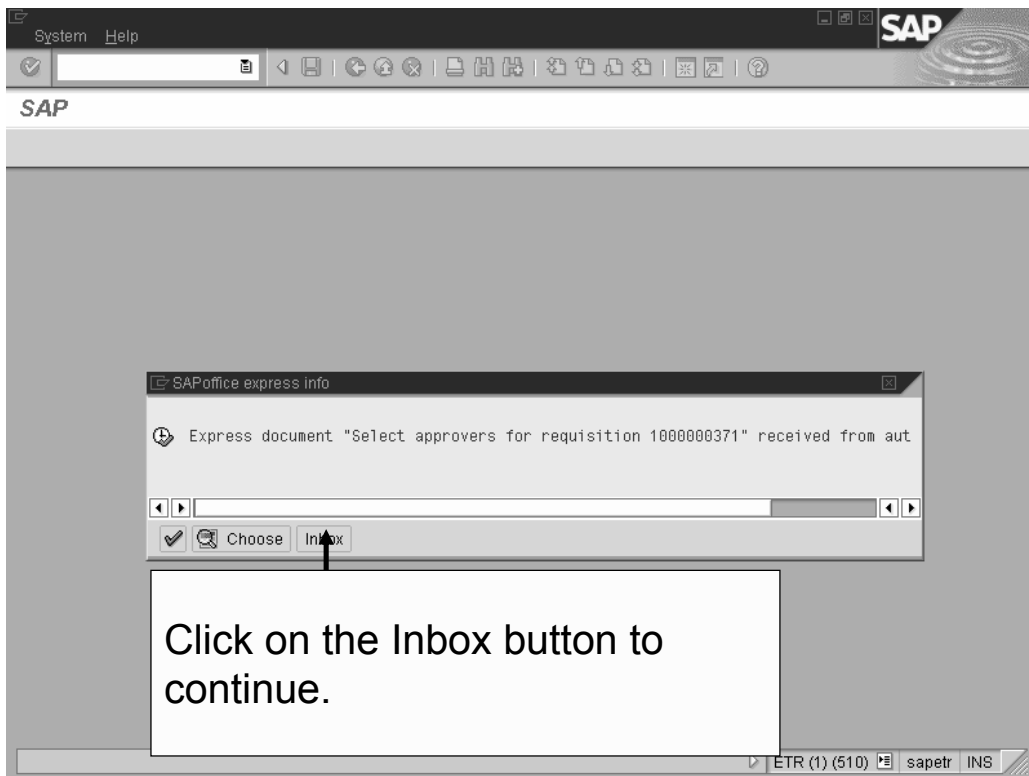 System Help
SAP
SAP
SAPoffice express info
Express document "Select approvers for requisition 1000000371" received from aut
Choose Inbox
Click on the Inbox button to
continue.
ETR (1) (510) sapetr INS